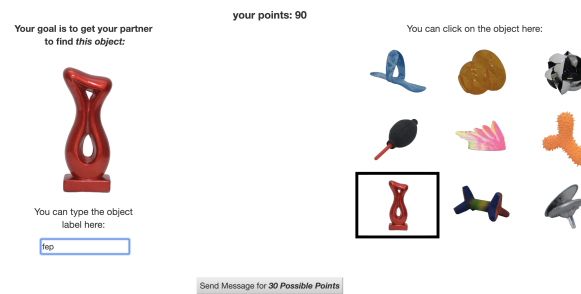 your points: 90
Your goal is to get your partner
to find this object:
You can click on the object here:
You can type the object
label here:
fep
Send Message for 30 Possible Points